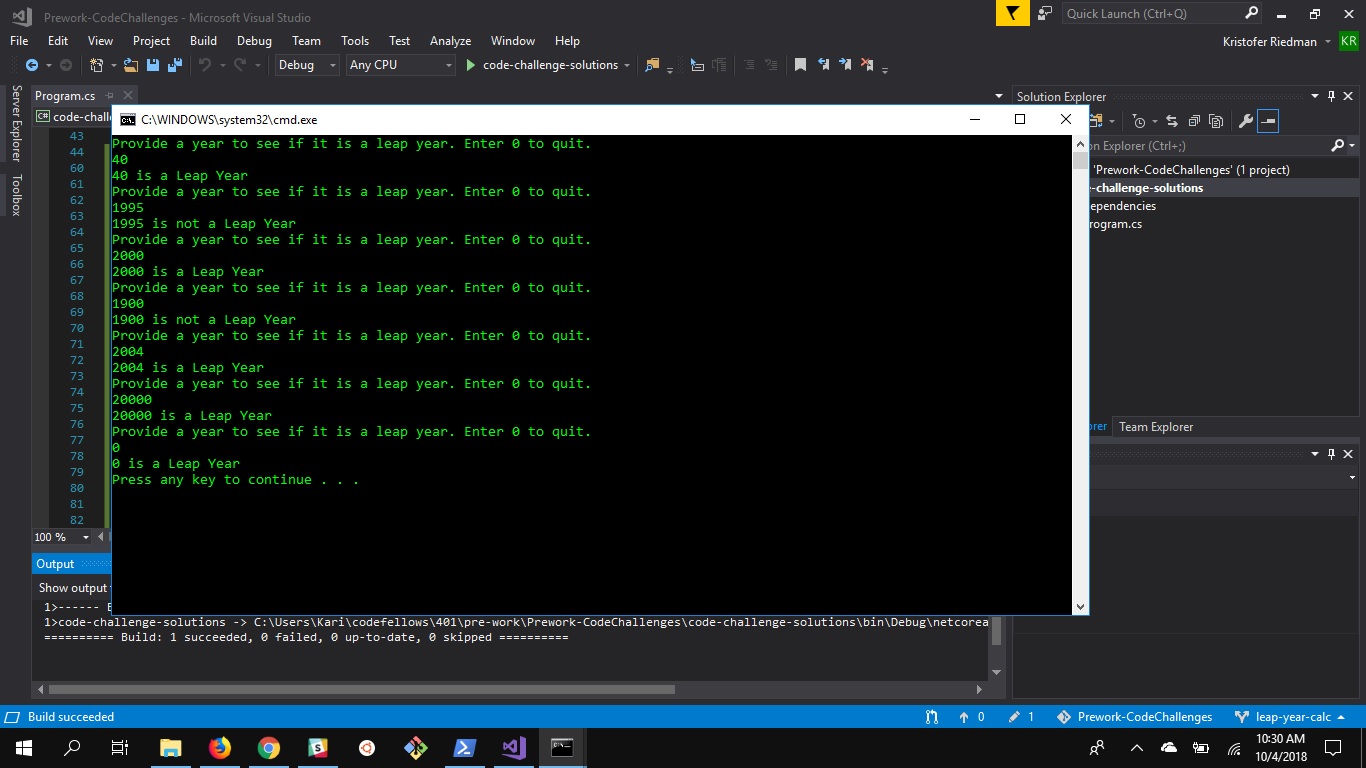 Prework-CodeChallenges - Microsoft Visual Studio
Quick Launch (Ctrl+Q)
File Edit View Project Build Debug Team Tools Test Analyze Window Help
Kristofer Riedman KR
Debug Any CPU code-challenge-solutions
Server Explorer
Toolbox
Program.cs
C# code-chall
43
44
60
61
62
63
64
65
66
67
68
69
70
71
72
73
74
75
76
77
78
79
80
81
82
100 %
C:\WINDOWS\system32\cmd.exe
Provide a year to see if it is a leap year. Enter 0 to quit.
40
40 is a Leap Year
Provide a year to see if it is a leap year. Enter 0 to quit.
1995
1995 is not a Leap Year
Provide a year to see if it is a leap year. Enter 0 to quit.
2000
2000 is a Leap Year
Provide a year to see if it is a leap year. Enter 0 to quit.
1900
1900 is not a Leap Year
Provide a year to see if it is a leap year. Enter 0 to quit.
2004
2004 is a Leap Year
Provide a year to see if it is a leap year. Enter 0 to quit.
20000
20000 is a Leap Year
Provide a year to see if it is a leap year. Enter 0 to quit.
0
0 is a Leap Year
Press any key to continue . . .
Solution Explorer
on Explorer (Ctrl+;)
'Prework-CodeChallenges' (1 project)
e-challenge-solutions
ependencies
rogram.cs
orer Team Explorer
Output
Show output
1>------
1>code-challenge-solutions -> C:\Users\Kari\codefellows\401\pre-work\Prework-CodeChallenges\code-challenge-solutions\bin\Debug\netcorea
========== Build: 1 succeeded, 0 failed, 0 up-to-date, 0 skipped ==========
Build succeeded
0 1 Prework-CodeChallenges leap-year-calc
10:30 AM
10/4/2018